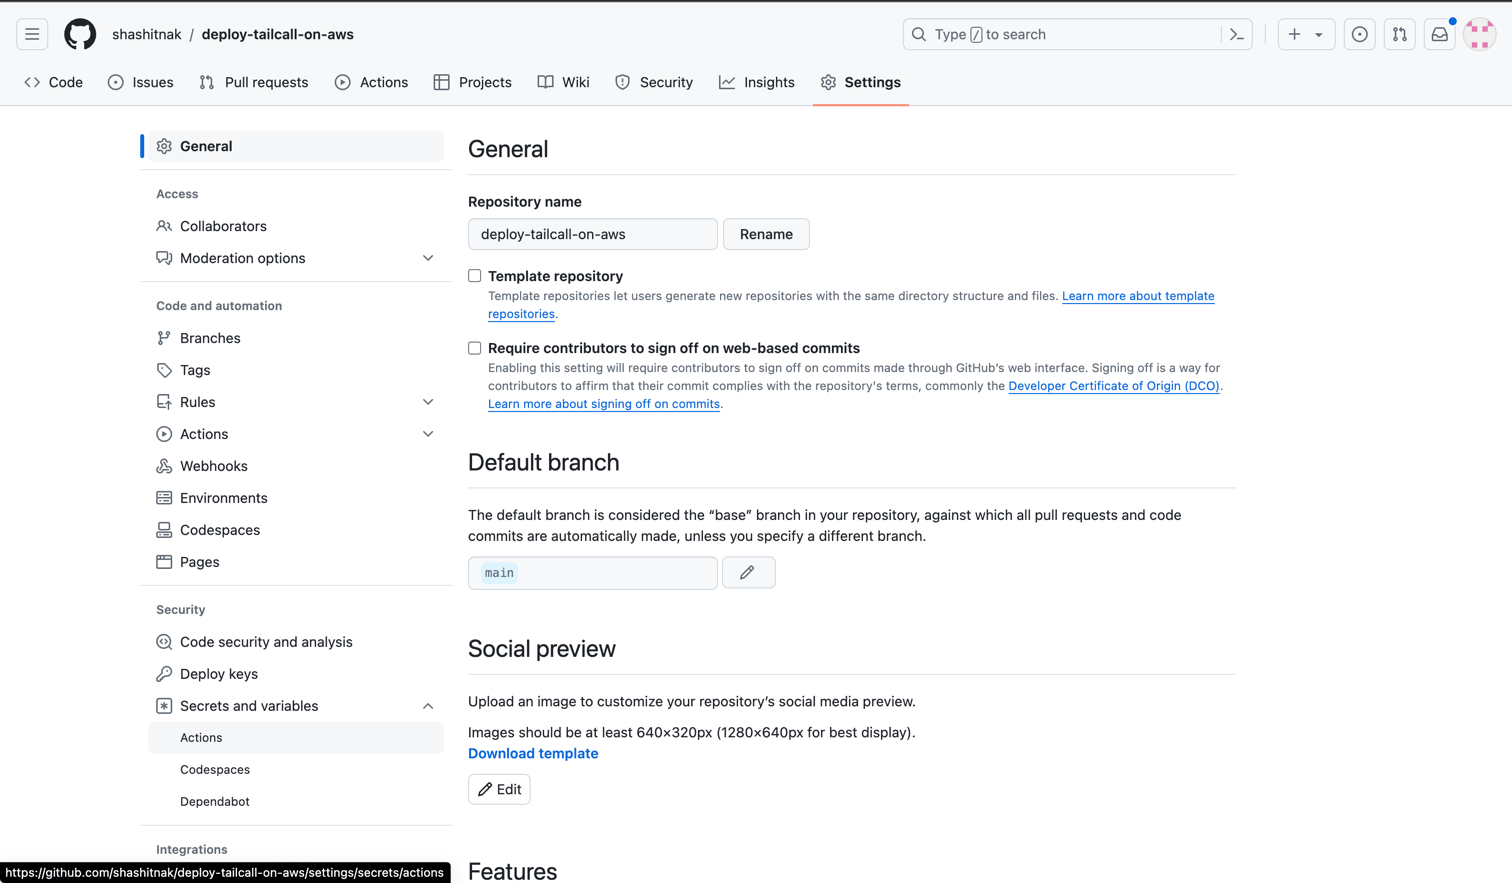 shashitnak / deploy-tailcall-on-aws
Type / to search
Code
Issues
Pull requests
Actions
Projects
Wiki
Security
Insights
Settings
General
Access
Collaborators
Moderation options
Code and automation
Branches
Tags
Rules
Actions
Webhooks
Environments
Codespaces
Pages
Security
Code security and analysis
Deploy keys
Secrets and variables
Actions
Codespaces
Dependabot
Integrations
https://github.com/shashitnak/deploy-tailcall-on-aws/settings/secrets/actions
General
Repository name
deploy-tailcall-on-aws
Rename
Template repository
Template repositories let users generate new repositories with the same directory structure and files. Learn more about template
repositories.
Require contributors to sign off on web-based commits
Enabling this setting will require contributors to sign off on commits made through GitHub's web interface. Signing off is a way for
contributors to affirm that their commit complies with the repository's terms, commonly the Developer Certificate of Origin (DCO).
Learn more about signing off on commits.
Default branch
The default branch is considered the “base” branch in your repository, against which all pull requests and code
commits are automatically made, unless you specify a different branch.
main
Social preview
Upload an image to customize your repository’s social media preview.
Images should be at least 640×320px (1280×640px for best display).
Download template
Edit
Features